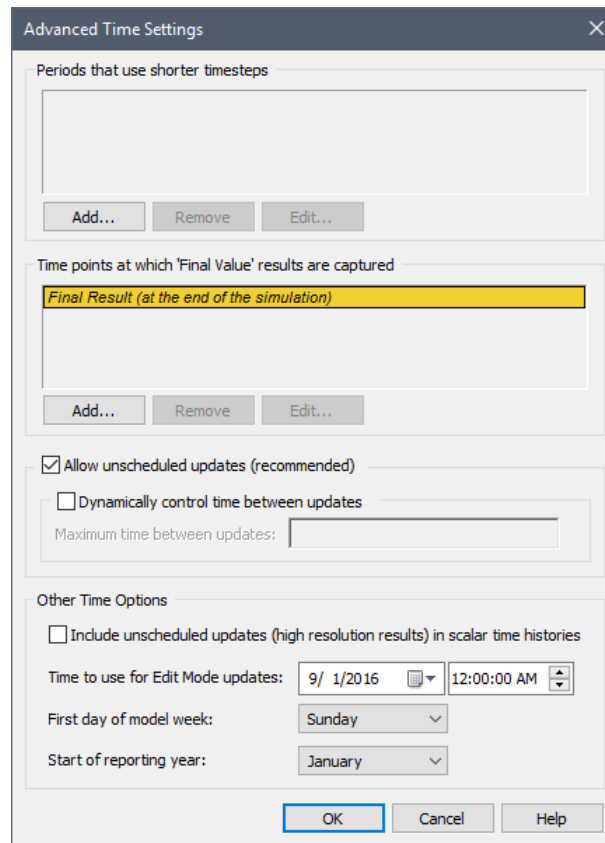 Advanced Time Settings
Periods that use shorter timesteps
Add... Remove Edit...
Time points at which 'Final Value' results are captured
Final Result (at the end of the simulation)
Add... Remove Edit...
Allow unscheduled updates (recommended)
Dynamically control time between updates
Maximum time between updates:
Other Time Options
Include unscheduled updates (high resolution results) in scalar time histories
Time to use for Edit Mode updates: 9/ 1/2016 12:00:00 AM
First day of model week: Sunday
Start of reporting year: January
OK Cancel Help